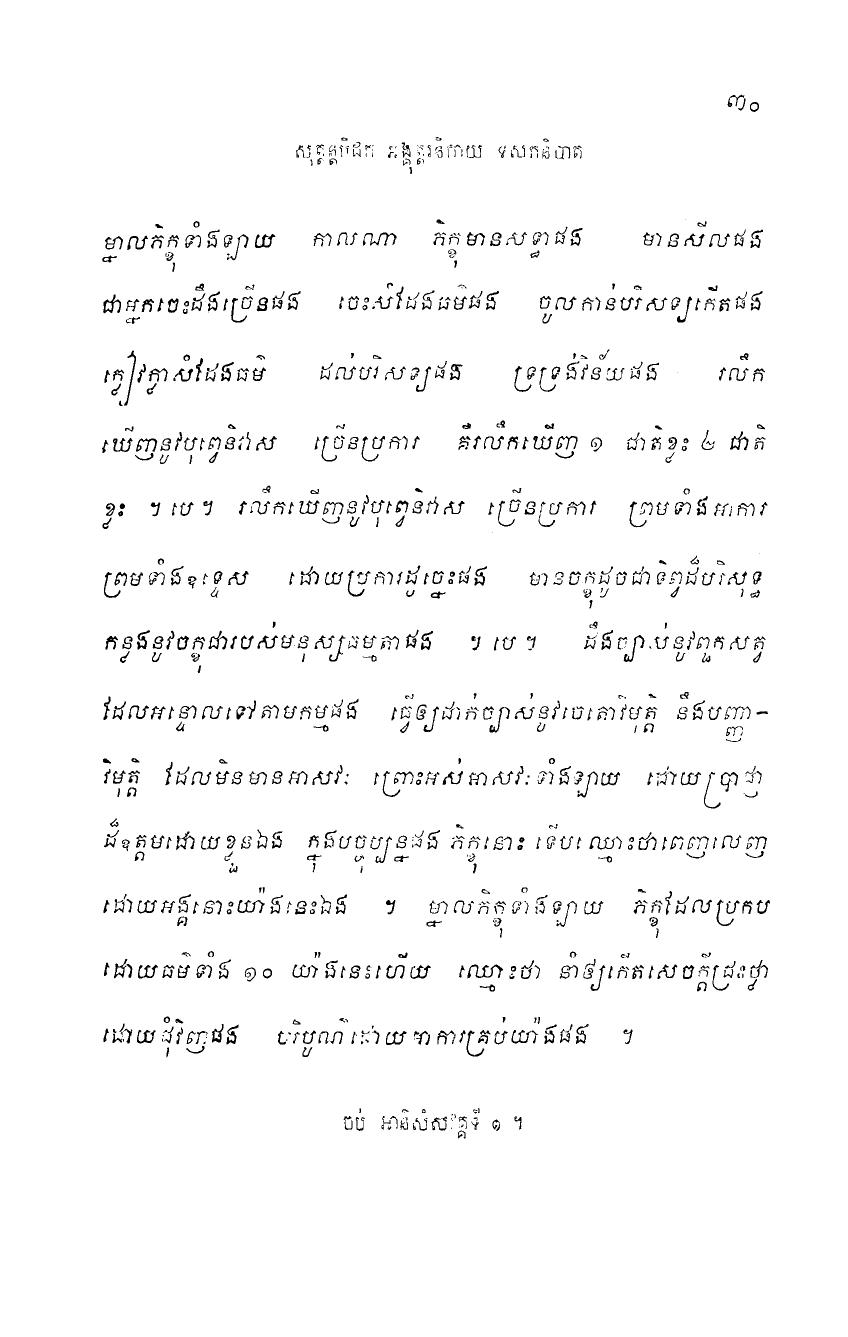 ៣០
សុត្តន្តបិដក អង្គុត្តរនិកាយ ទសកនិបាត
ម្នាលភិក្ខុទាំងឡាយ កាលណា ភិក្ខុមានសទ្ធាផង មានសីលផង
ជាអ្នកចេះដឹងច្រើនផង ចេះសំដែងធម៌ផង ចូលកាន់បរិសទ្យកើតផង
ក្លៀវក្លាសំដែងធម៌ ដល់បរិសទ្យផង ទ្រទ្រង់វិន័យផង រលឹក
ឃើញនូវបុព្វេនិវាស ច្រើនប្រការ គឺរលឹកឃើញ ១ ជាតិខ្លះ ២ ជាតិ
ខ្លះ ។ បេ ។ រលឹកឃើញនូវបុព្វេនិវាស ច្រើនប្រការ ព្រមទាំងអាការ
ព្រមទាំងឧទ្ទេស ដោយប្រការដូច្នេះផង មានចក្ខុដូចជាទិព្វដ៏បរិសុទ្ធ
កន្លងនូវចក្ខុជារបស់មនុស្សធម្មតាផង ។ បេ ។ ដឹងច្បាស់នូវពួកសត្វ
ដែលអន្ទោលទៅតាមកម្មផង ធ្វើឲ្យជាក់ច្បាស់នូវចេតោវិមុត្តិ នឹងបញ្ញា-
វិមុត្តិ ដែលមិនមានអាសវៈ ព្រោះអស់អាសវៈទាំងឡាយ ដោយប្រាជ្ញា
ដ៏ឧត្តមដោយខ្លួនឯង ក្នុងបច្ចុប្បន្នផង ភិក្ខុនោះ ទើបឈ្មោះថាពេញលេញ
ដោយអង្គនោះយ៉ាងនេះឯង ។ ម្នាលភិក្ខុទាំងឡាយ ភិក្ខុដែលប្រកប
ដោយធម៌ទាំង ១០ យ៉ាងនេះហើយ ឈ្មោះថា នាំឲ្យកើតសេចក្តីជ្រះថ្លា
ដោយជុំវិញផង បរិបូណ៌ដោយអាការគ្រប់យ៉ាងផង ។
ចប់ អានិសំសវគ្គទី ១ ។